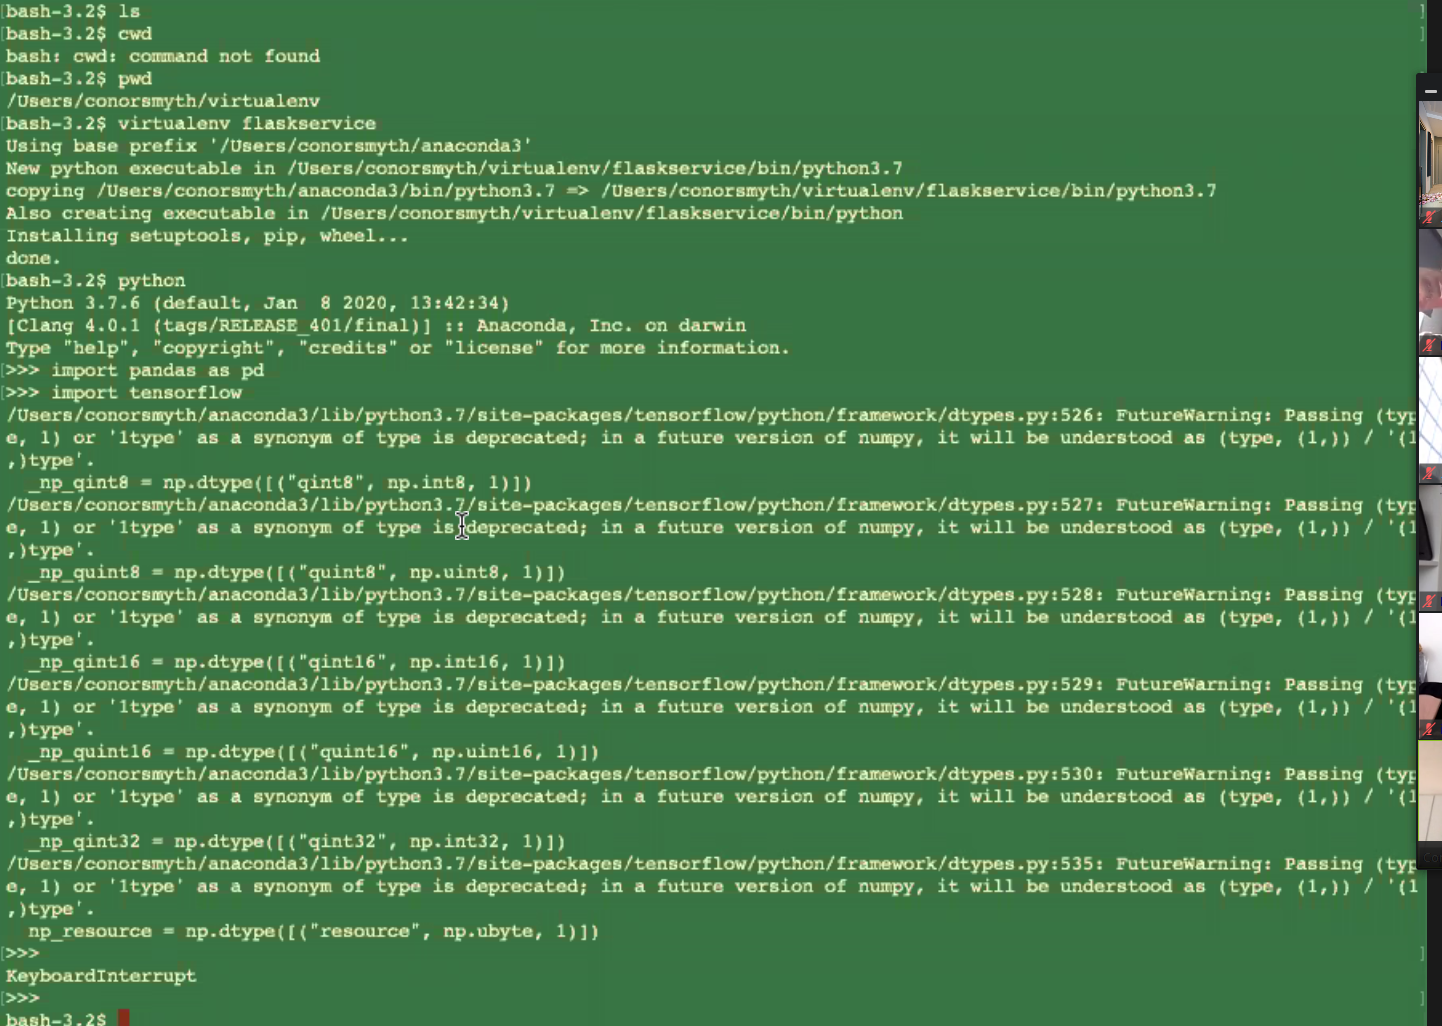 [bash-3.2$ ls ]
[bash-3.2$ cwd ]
bash: cwd: command not found
[bash-3.2$ pwd
/Users/conorsmyth/virtualenv
[bash-3.2$ virtualenv flaskservice
Using base prefix '/Users/conorsmyth/anaconda3'
New python executable in /Users/conorsmyth/virtualenv/flaskservice/bin/python3.7
copying /Users/conorsmyth/anaconda3/bin/python3.7 => /Users/conorsmyth/virtualenv/flaskservice/bin/python3.7
Also creating executable in /Users/conorsmyth/virtualenv/flaskservice/bin/python
Installing setuptools, pip, wheel...
done.
[bash-3.2$ python
Python 3.7.6 (default, Jan  8 2020, 13:42:34)
[Clang 4.0.1 (tags/RELEASE_401/final)] :: Anaconda, Inc. on darwin
Type "help", "copyright", "credits" or "license" for more information.
[>>> import pandas as pd
[>>> import tensorflow
/Users/conorsmyth/anaconda3/lib/python3.7/site-packages/tensorflow/python/framework/dtypes.py:526: FutureWarning: Passing (typ
e, 1) or '1type' as a synonym of type is deprecated; in a future version of numpy, it will be understood as (type, (1,)) / '(1
,)type'.
  _np_qint8 = np.dtype([("qint8", np.int8, 1)])
/Users/conorsmyth/anaconda3/lib/python3.7/site-packages/tensorflow/python/framework/dtypes.py:527: FutureWarning: Passing (typ
e, 1) or '1type' as a synonym of type is deprecated; in a future version of numpy, it will be understood as (type, (1,)) / '(1
,)type'.
  _np_quint8 = np.dtype([("quint8", np.uint8, 1)])
/Users/conorsmyth/anaconda3/lib/python3.7/site-packages/tensorflow/python/framework/dtypes.py:528: FutureWarning: Passing (typ
e, 1) or '1type' as a synonym of type is deprecated; in a future version of numpy, it will be understood as (type, (1,)) / '(1
,)type'.
  _np_qint16 = np.dtype([("qint16", np.int16, 1)])
/Users/conorsmyth/anaconda3/lib/python3.7/site-packages/tensorflow/python/framework/dtypes.py:529: FutureWarning: Passing (typ
e, 1) or '1type' as a synonym of type is deprecated; in a future version of numpy, it will be understood as (type, (1,)) / '(1
,)type'.
  _np_quint16 = np.dtype([("quint16", np.uint16, 1)])
/Users/conorsmyth/anaconda3/lib/python3.7/site-packages/tensorflow/python/framework/dtypes.py:530: FutureWarning: Passing (typ
e, 1) or '1type' as a synonym of type is deprecated; in a future version of numpy, it will be understood as (type, (1,)) / '(1
,)type'.
  _np_qint32 = np.dtype([("qint32", np.int32, 1)])
/Users/conorsmyth/anaconda3/lib/python3.7/site-packages/tensorflow/python/framework/dtypes.py:535: FutureWarning: Passing (typ
e, 1) or '1type' as a synonym of type is deprecated; in a future version of numpy, it will be understood as (type, (1,)) / '(1
,)type'.
  np_resource = np.dtype([("resource", np.ubyte, 1)])
[>>> ]
KeyboardInterrupt
[>>> ]
bash-3.2$